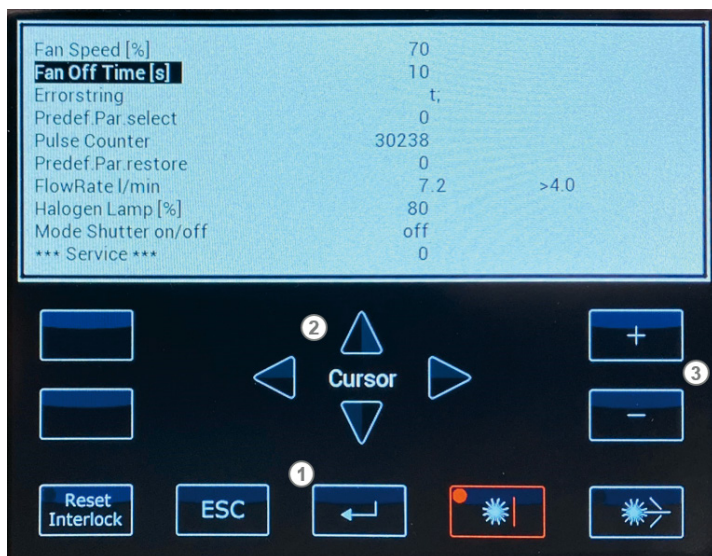 Fan Speed [%] 70
Fan Off Time [s] 10
Errorstring t;
Predef.Par.select 0
Pulse Counter 30238
Predef.Par.restore 0
FlowRate l/min 7.2 >4.0
Halogen Lamp [%] 80
Mode Shutter on/off off
*** Service *** 0
2
+
Cursor
3
-
1
Reset
Interlock
ESC